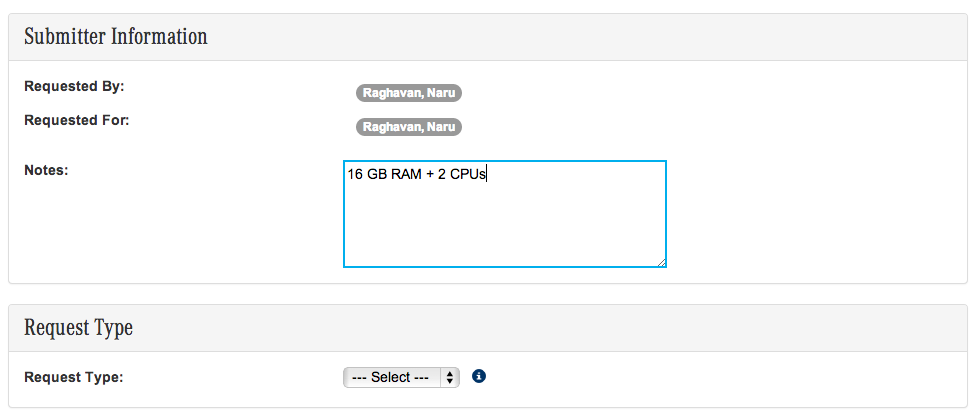 Submitter Information
Requested By: Raghavan, Naru
Requested For: Raghavan, Naru
Notes: 16 GB RAM + 2 CPUs
Request Type
Request Type: --- Select ---